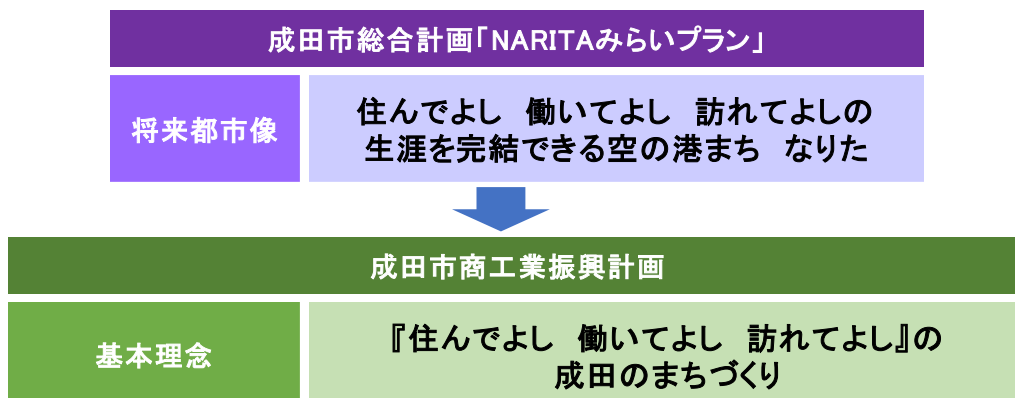 成田市総合計画「NARITAみらいプラン」
将来都市像
住んでよし　働いてよし　訪れてよしの
生涯を完結できる空の港まち　なりた
成田市商工業振興計画
基本理念
『住んでよし　働いてよし　訪れてよし』の
成田のまちづくり